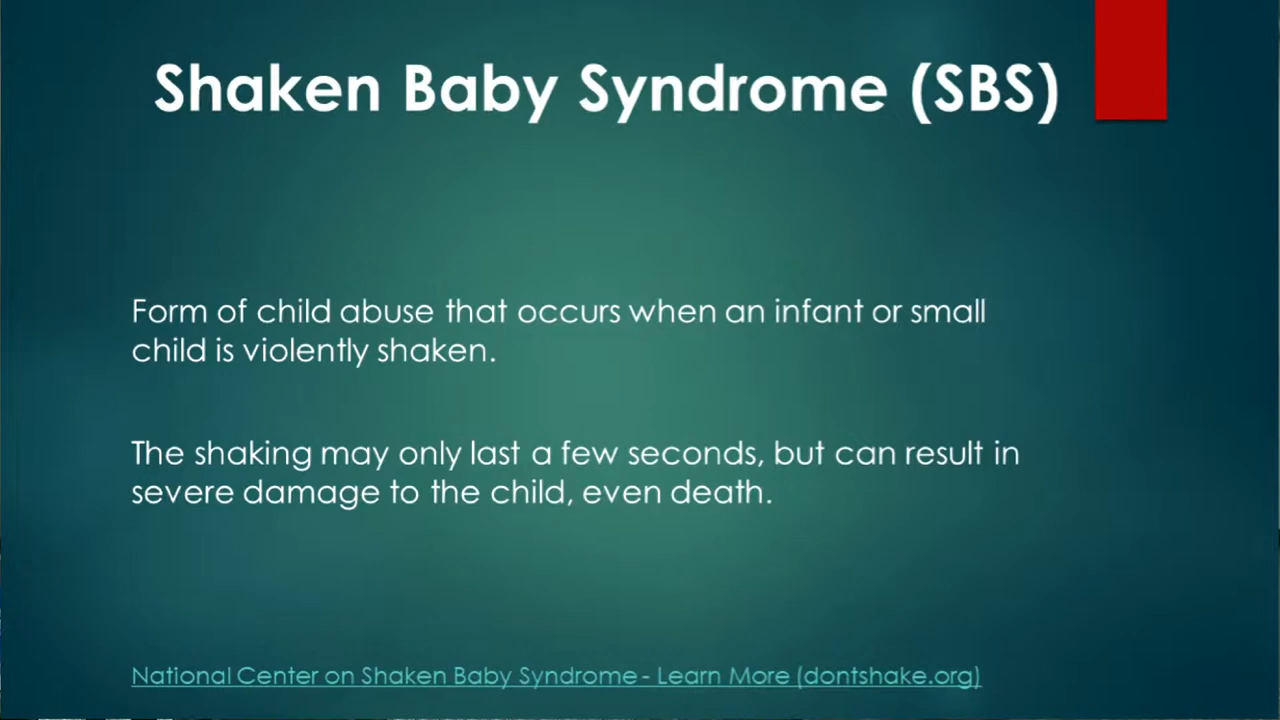 Shaken Baby Syndrome (SBS)
Form of child abuse that occurs when an infant or small
child is violently shaken.
The shaking may only last a few seconds, but can result in
severe damage to the child, even death.
National Center on Shaken Baby Syndrome - Learn More (dontshake.org)